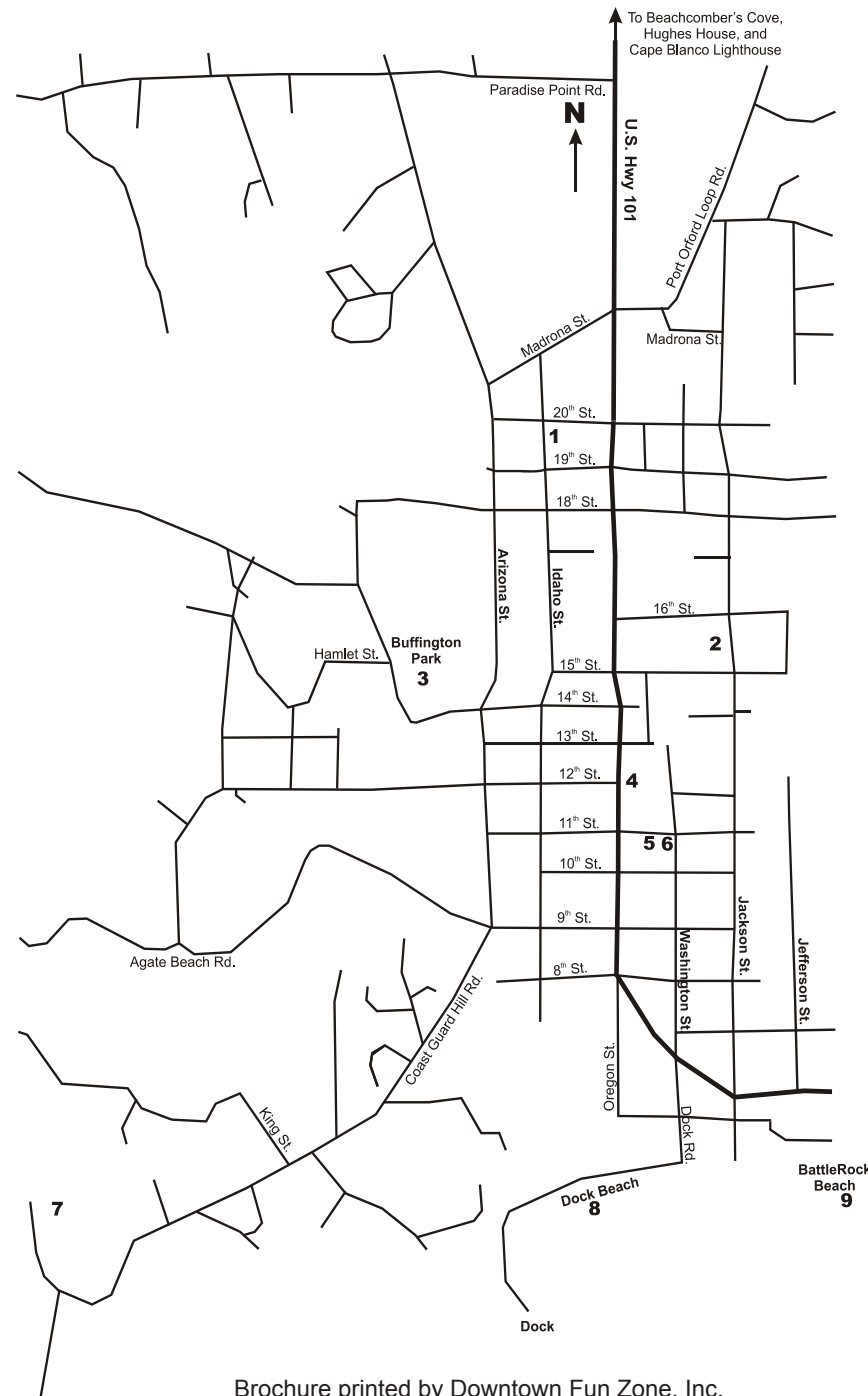 To Beachcomber's Cove,
Hughes House, and
Cape Blanco Lighthouse
Paradise Point Rd.
N
U.S. Hwy 101
Port Orford Loop Rd.
Madrona St.
Madrona St.
20th St.
1
19th St.
18th St.
Arizona St.
Idaho St.
16th St.
2
Buffington
Park
3
Hamlet St.
15th St.
14th St.
13th St.
12th St.
4
11th St.
5 6
10th St.
Jackson St.
9th St.
Washington St
Jefferson St.
Agate Beach Rd.
8th St.
Coast Guard Hill Rd.
Oregon St.
King St.
Dock Rd.
BattleRock
Beach
9
7
Dock Beach
8
Dock
Brochure printed by Downtown Fun Zone, Inc.